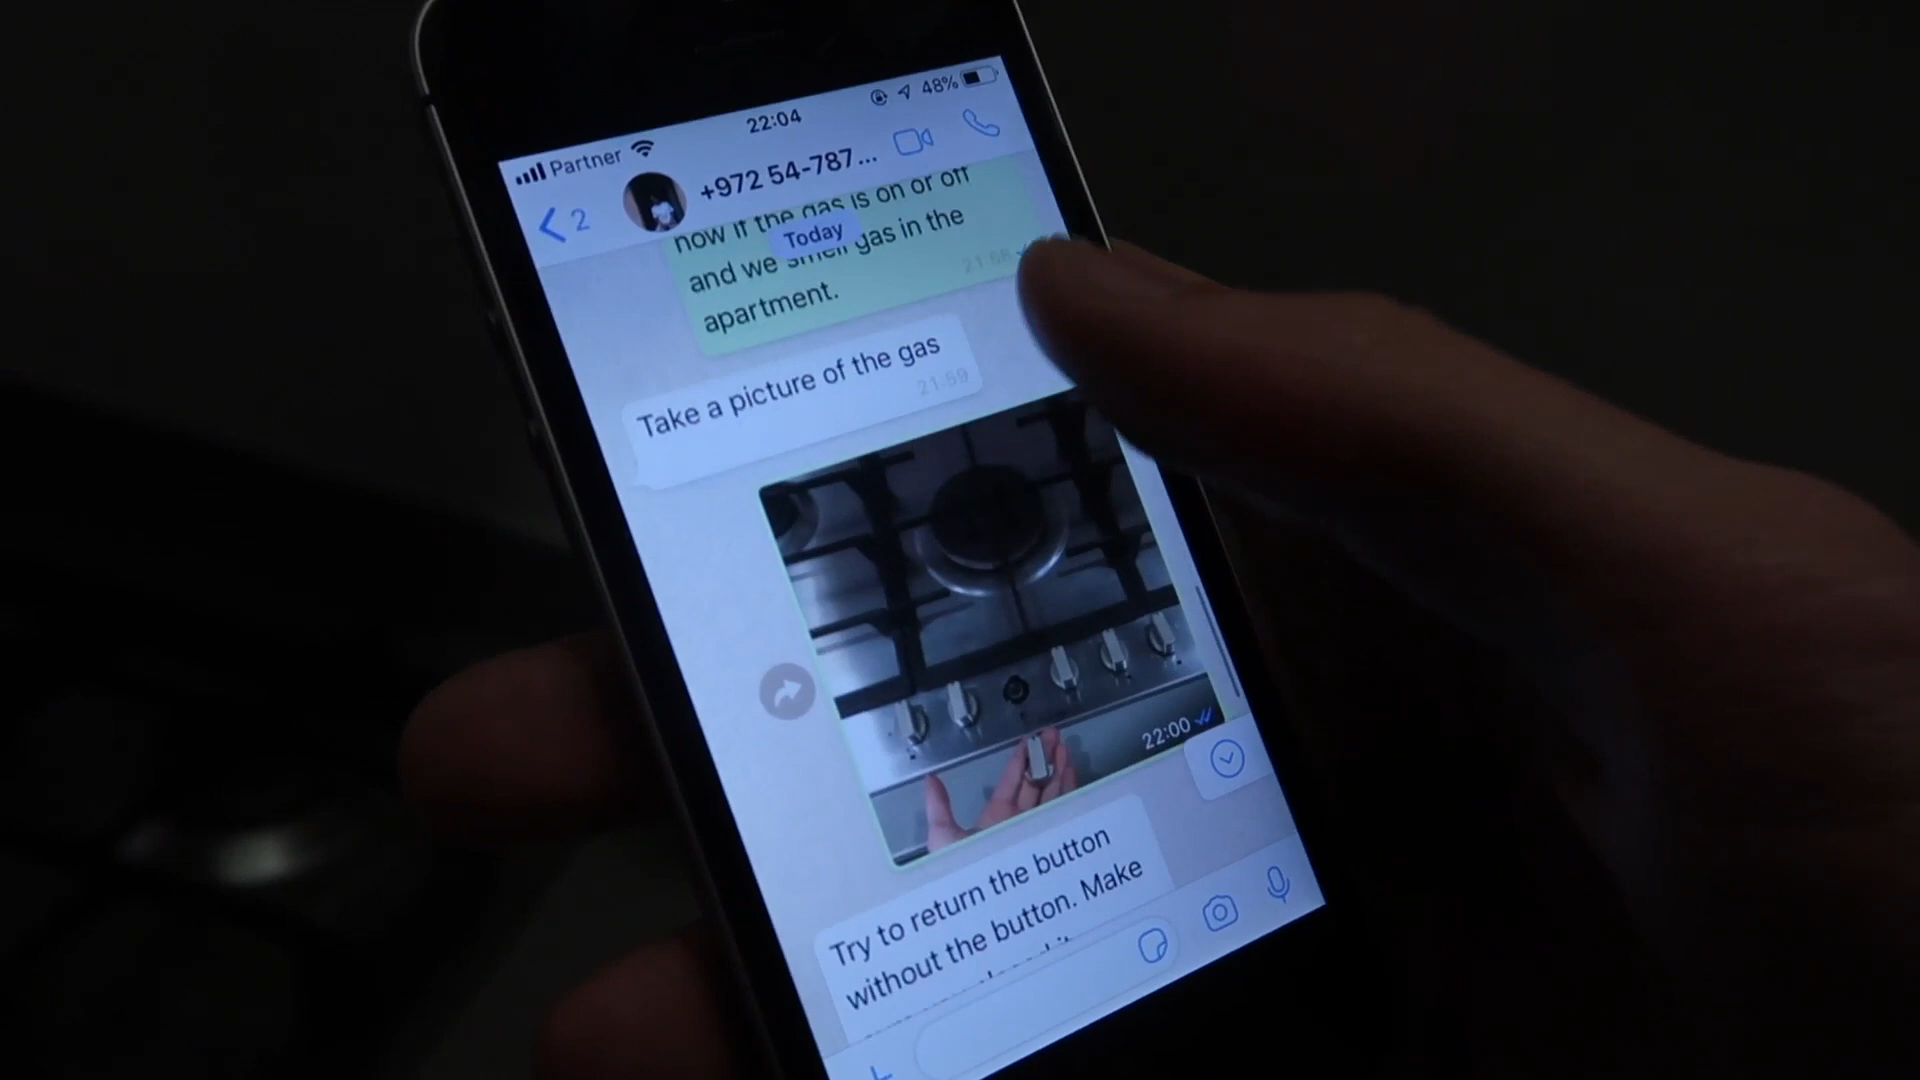 Partner
22:04
48%
2
+972 54-787...
now if the gas is on or off
Today
and we smell gas in the
apartment.
Take a picture of the gas
21:59
22:00
Try to return the button
without the button. Make